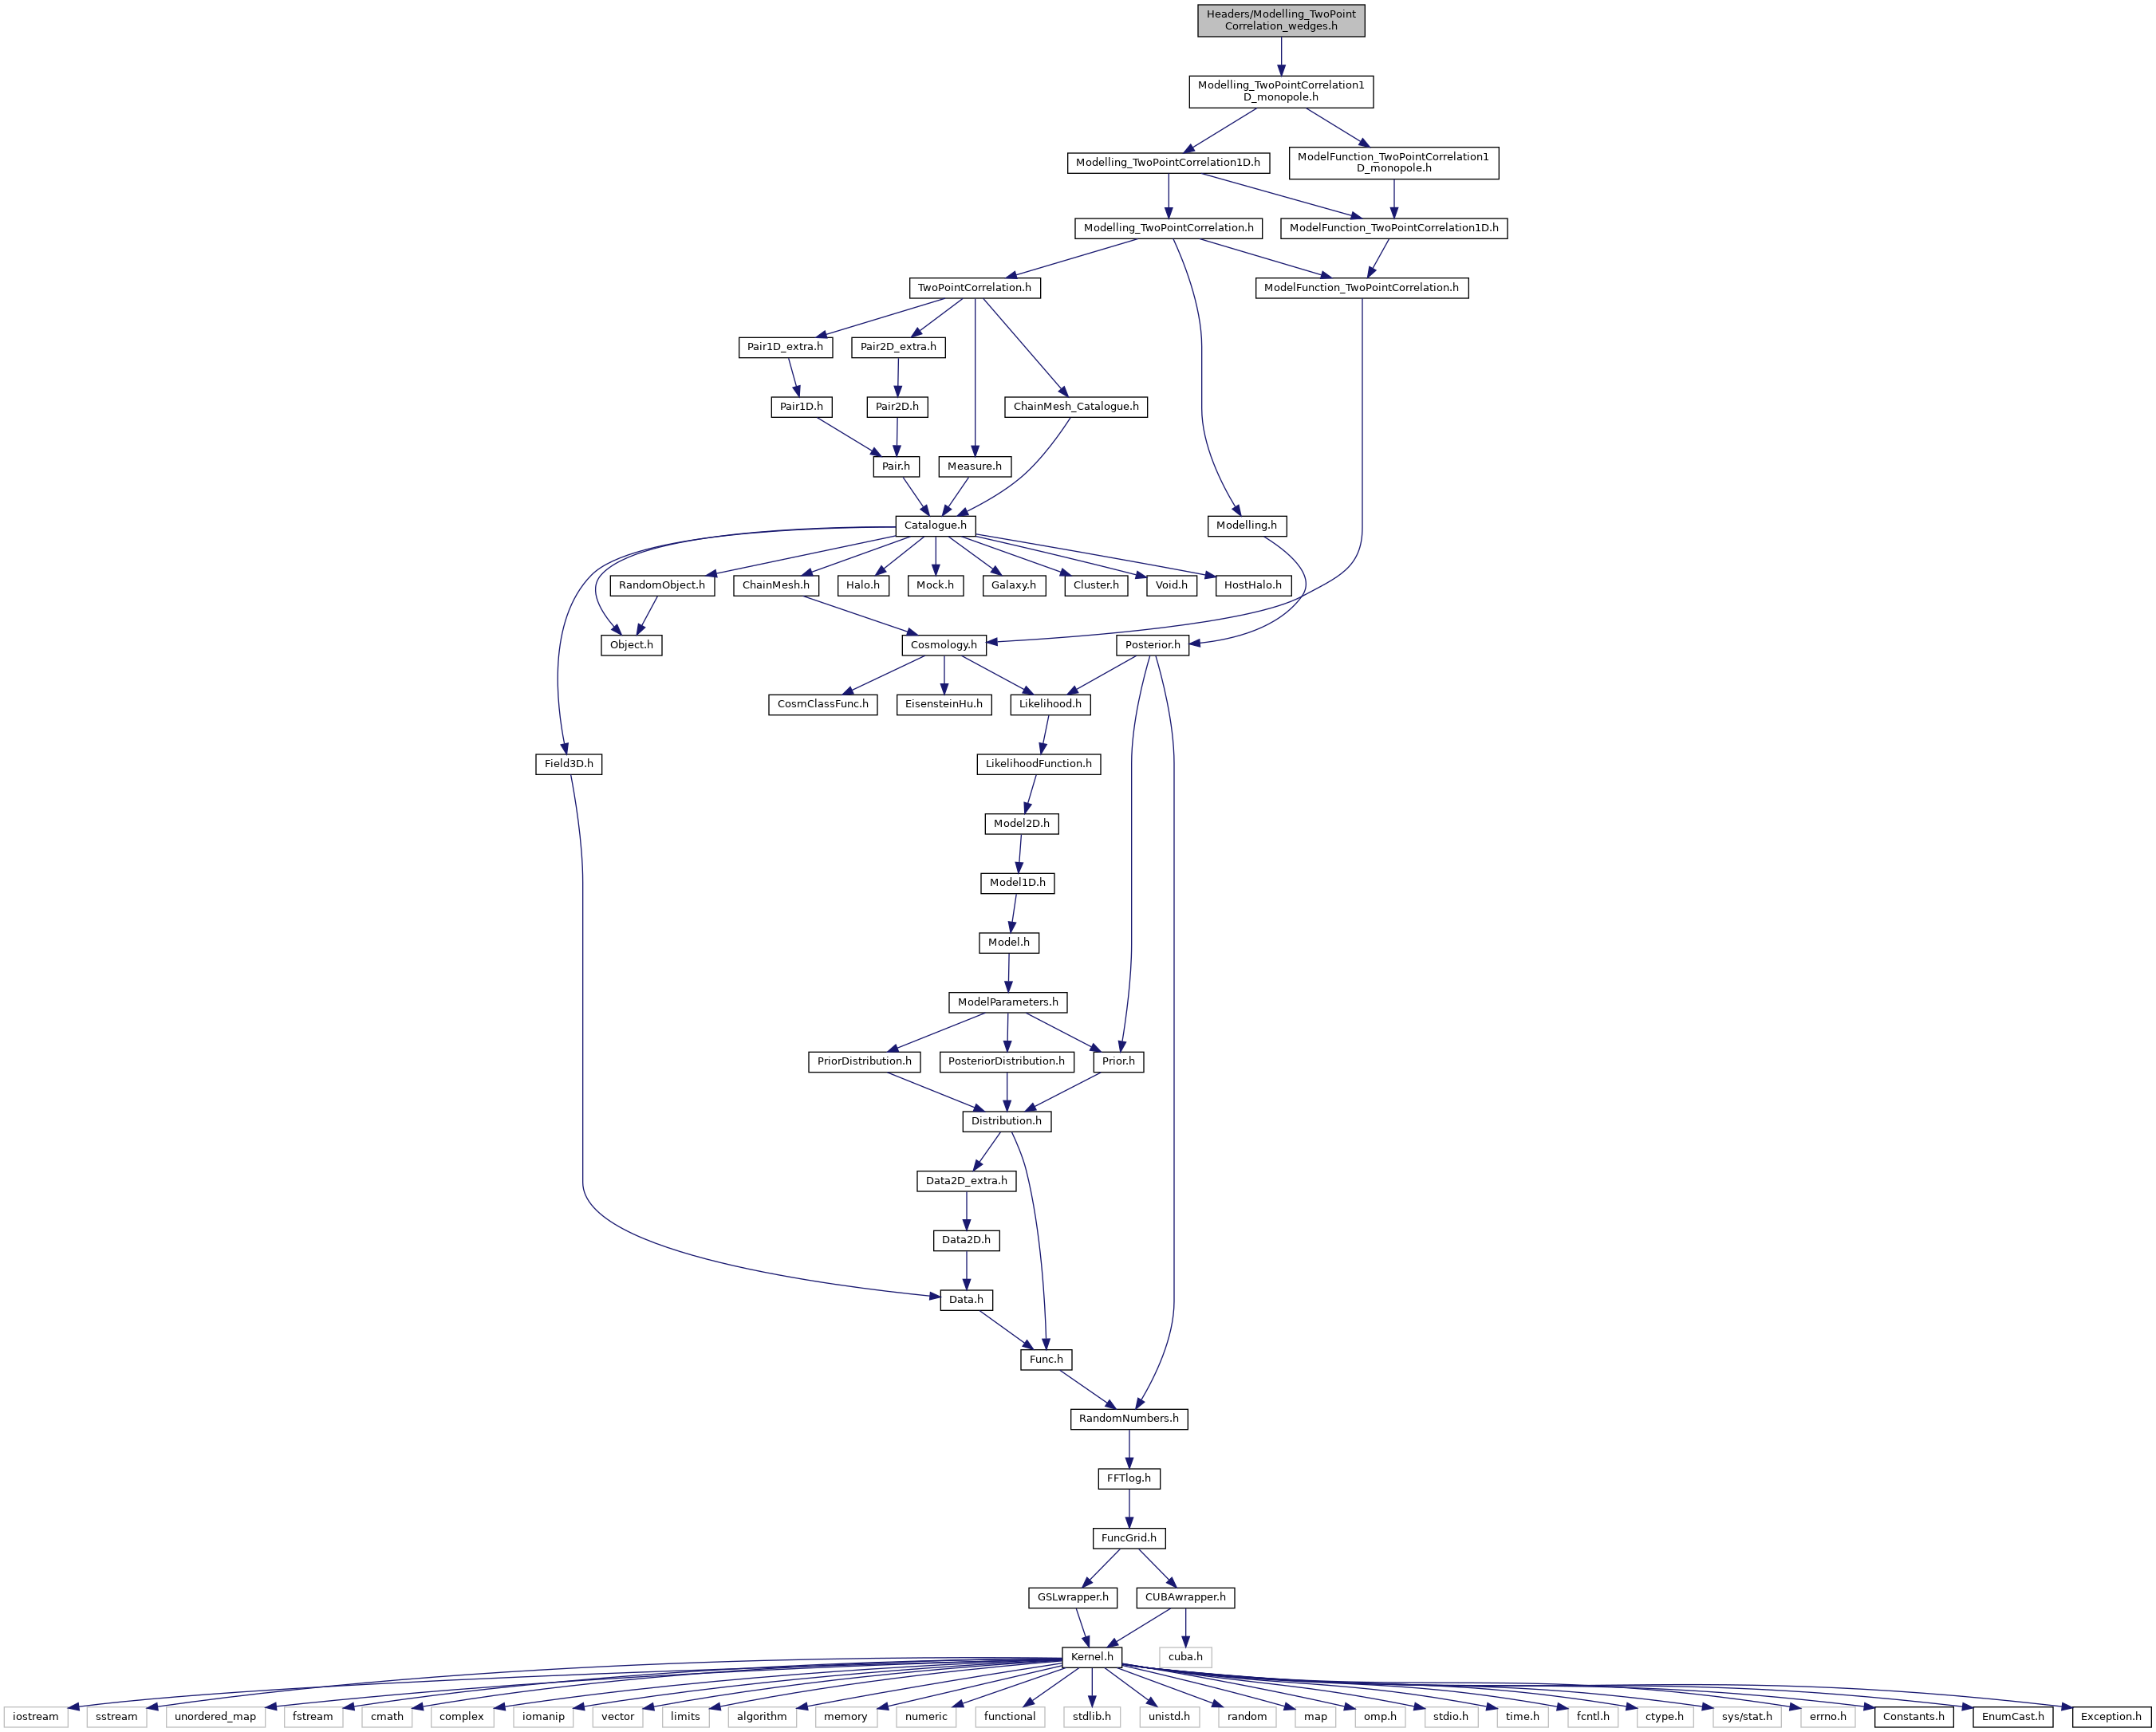 Headers/Modelling_TwoPoint
Correlation_wedges.h
Modelling_TwoPointCorrelation1
D_monopole.h
Modelling_TwoPointCorrelation1D.h
ModelFunction_TwoPointCorrelation1
D_monopole.h
Modelling_TwoPointCorrelation.h
ModelFunction_TwoPointCorrelation1D.h
TwoPointCorrelation.h
ModelFunction_TwoPointCorrelation.h
Pair1D_extra.h
Pair2D_extra.h
Pair1D.h
Pair2D.h
ChainMesh_Catalogue.h
Pair.h
Measure.h
Catalogue.h
Modelling.h
RandomObject.h
ChainMesh.h
Halo.h
Mock.h
Galaxy.h
Cluster.h
Void.h
HostHalo.h
Object.h
Cosmology.h
Posterior.h
CosmClassFunc.h
EisensteinHu.h
Likelihood.h
Field3D.h
LikelihoodFunction.h
Model2D.h
Model1D.h
Model.h
ModelParameters.h
PriorDistribution.h
PosteriorDistribution.h
Prior.h
Distribution.h
Data2D_extra.h
Data2D.h
Data.h
Func.h
RandomNumbers.h
FFTlog.h
FuncGrid.h
GSLwrapper.h
CUBAwrapper.h
Kernel.h
cuba.h
iostream
sstream
unordered_map
fstream
cmath
complex
iomanip
vector
limits
algorithm
memory
numeric
functional
stdlib.h
unistd.h
random
map
omp.h
stdio.h
time.h
fcntl.h
ctype.h
sys/stat.h
errno.h
Constants.h
EnumCast.h
Exception.h